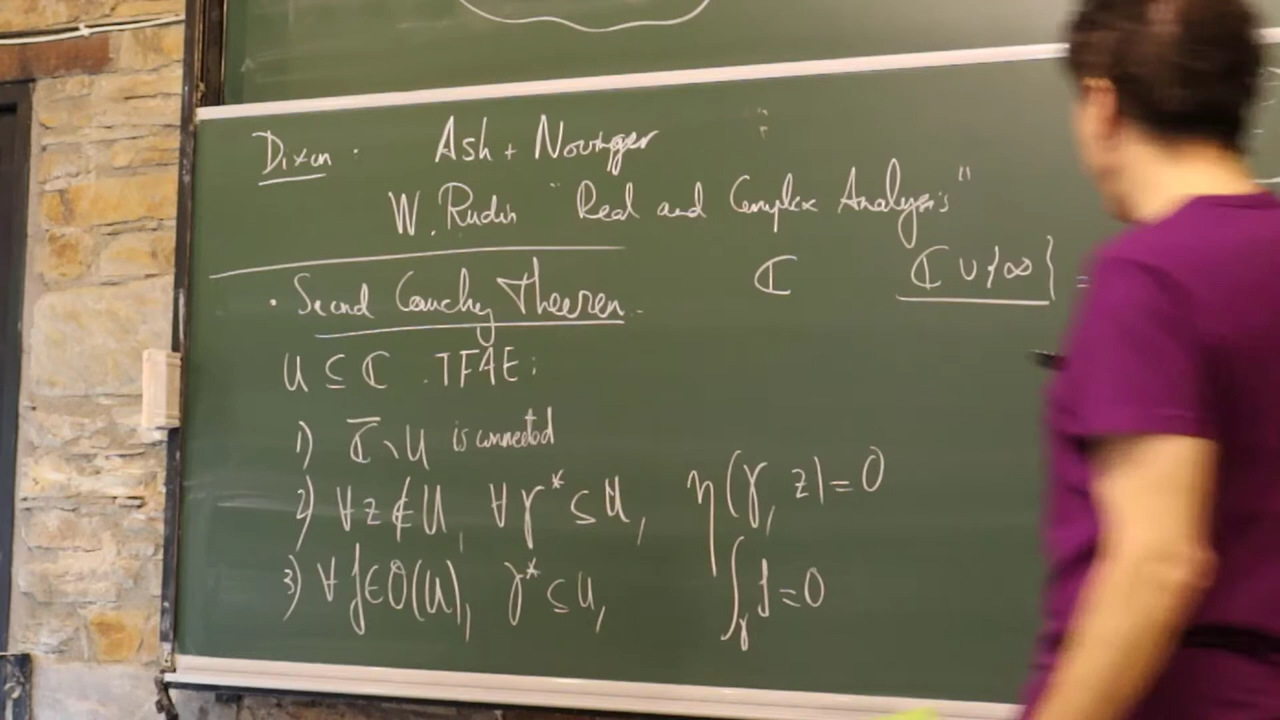 Dixon. Ash + Novinger :
W. Rudin "Real and Complex Analysis"
• Second Cauchy Theorem. ℂ ℂ∪{∞} =
U ⊆ ℂ. TFAE:
1) ℂ̅∖U is connected
2) ∀z∉U, ∀γ* ⊆ U, η(γ, z)=0
3) ∀f∈O(U), γ* ⊆ U, ∫_γ f=0